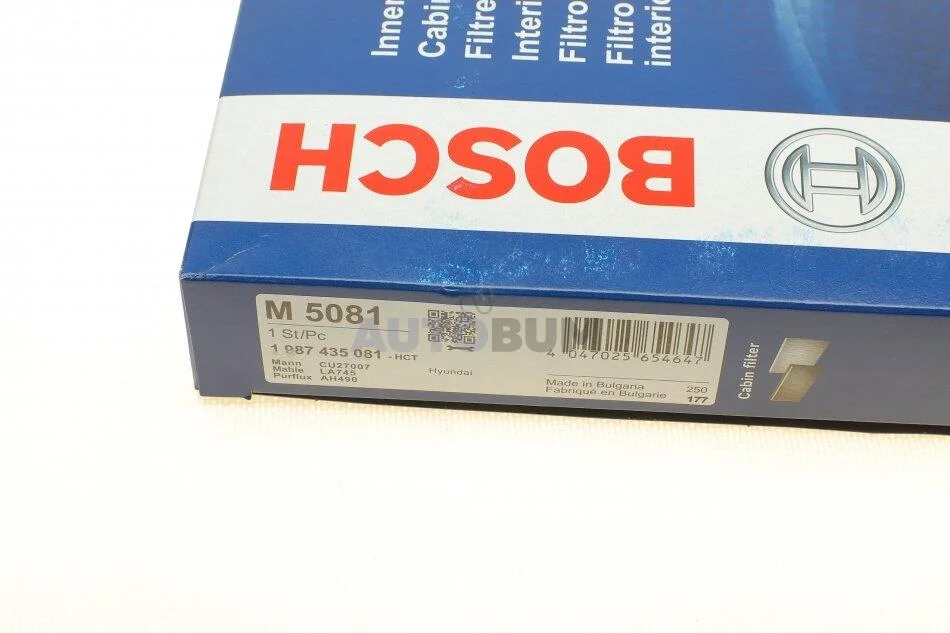 Inner
Cabin
Filtre
Interi
Filtro
Filtro
interio
BOSCH
M 5081
1 St/Pc
1 987 435 081 - HCT
Mann CU27007
Mahle LA745
Purflux AH490
Hyundai
4 047025 654647
Made in Bulgaria 250
Fabriqué en Bulgarie 177
Cabin filter
AUTOBUM